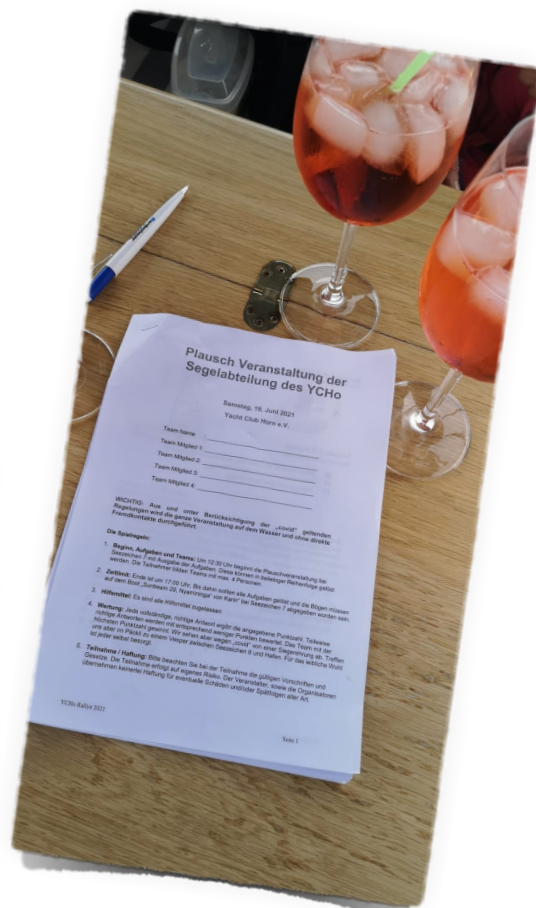 Plausch Veranstaltung der
Segelabteilung des YCHo
Samstag, 19. Juni 2021
Yacht Club Horn e.V.
Team Name
Team Mitglied 1:
Team Mitglied 2:
Team Mitglied 3:
Team Mitglied 4:
WICHTIG: Aus und unter Berücksichtigung der „covid" geltenden
Regelungen wird die ganze Veranstaltung auf dem Wasser und ohne direkte
Fremdkontakte durchgeführt.
Die Spielregeln:
1. Beginn, Aufgaben und Teams: Um 12:30 Uhr beginnt die Plauschveranstaltung bei
Seezeichen 7 mit Ausgabe der Aufgaben. Diese können in beliebiger Reihenfolge gelöst
werden. Die Teilnehmer bilden Teams mit max. 4 Personen.
2. Zeitlimit: Ende ist um 17:00 Uhr. Bis dahin sollten alle Aufgaben gelöst und die Bögen müssen
auf dem Boot „Sunbeam 29, von Karin" bei Seezeichen 7 abgegeben worden sein.
3. Hilfsmittel: Es sind alle Hilfsmittel zugelassen.
4. Wertung: Jede vollständige, richtige Antwort ergibt die angegebene Punktzahl. Teilweise
richtige Antworten werden mit entsprechend weniger Punkten bewertet. Das Team mit der
höchsten Punktzahl gewinnt. Wir sehen aber wegen „covid" von einer Siegerehrung ab. Treffen
uns aber im Päckli zu einem Vesper zwischen Seezeichen 8 und Hafen. Für das leibliche Wohl
ist jeder selbst besorgt.
5. Teilnahme / Haftung: Bitte beachten Sie bei der Teilnahme die gültigen Vorschriften und
Gesetze. Die Teilnahme erfolgt auf eigenes Risiko. Der Veranstalter, sowie die Organisatoren
übernehmen keinerlei Haftung für eventuelle Schäden und/oder Spätfolgen aller Art.
YCHo Rallye 2021
Seite 1